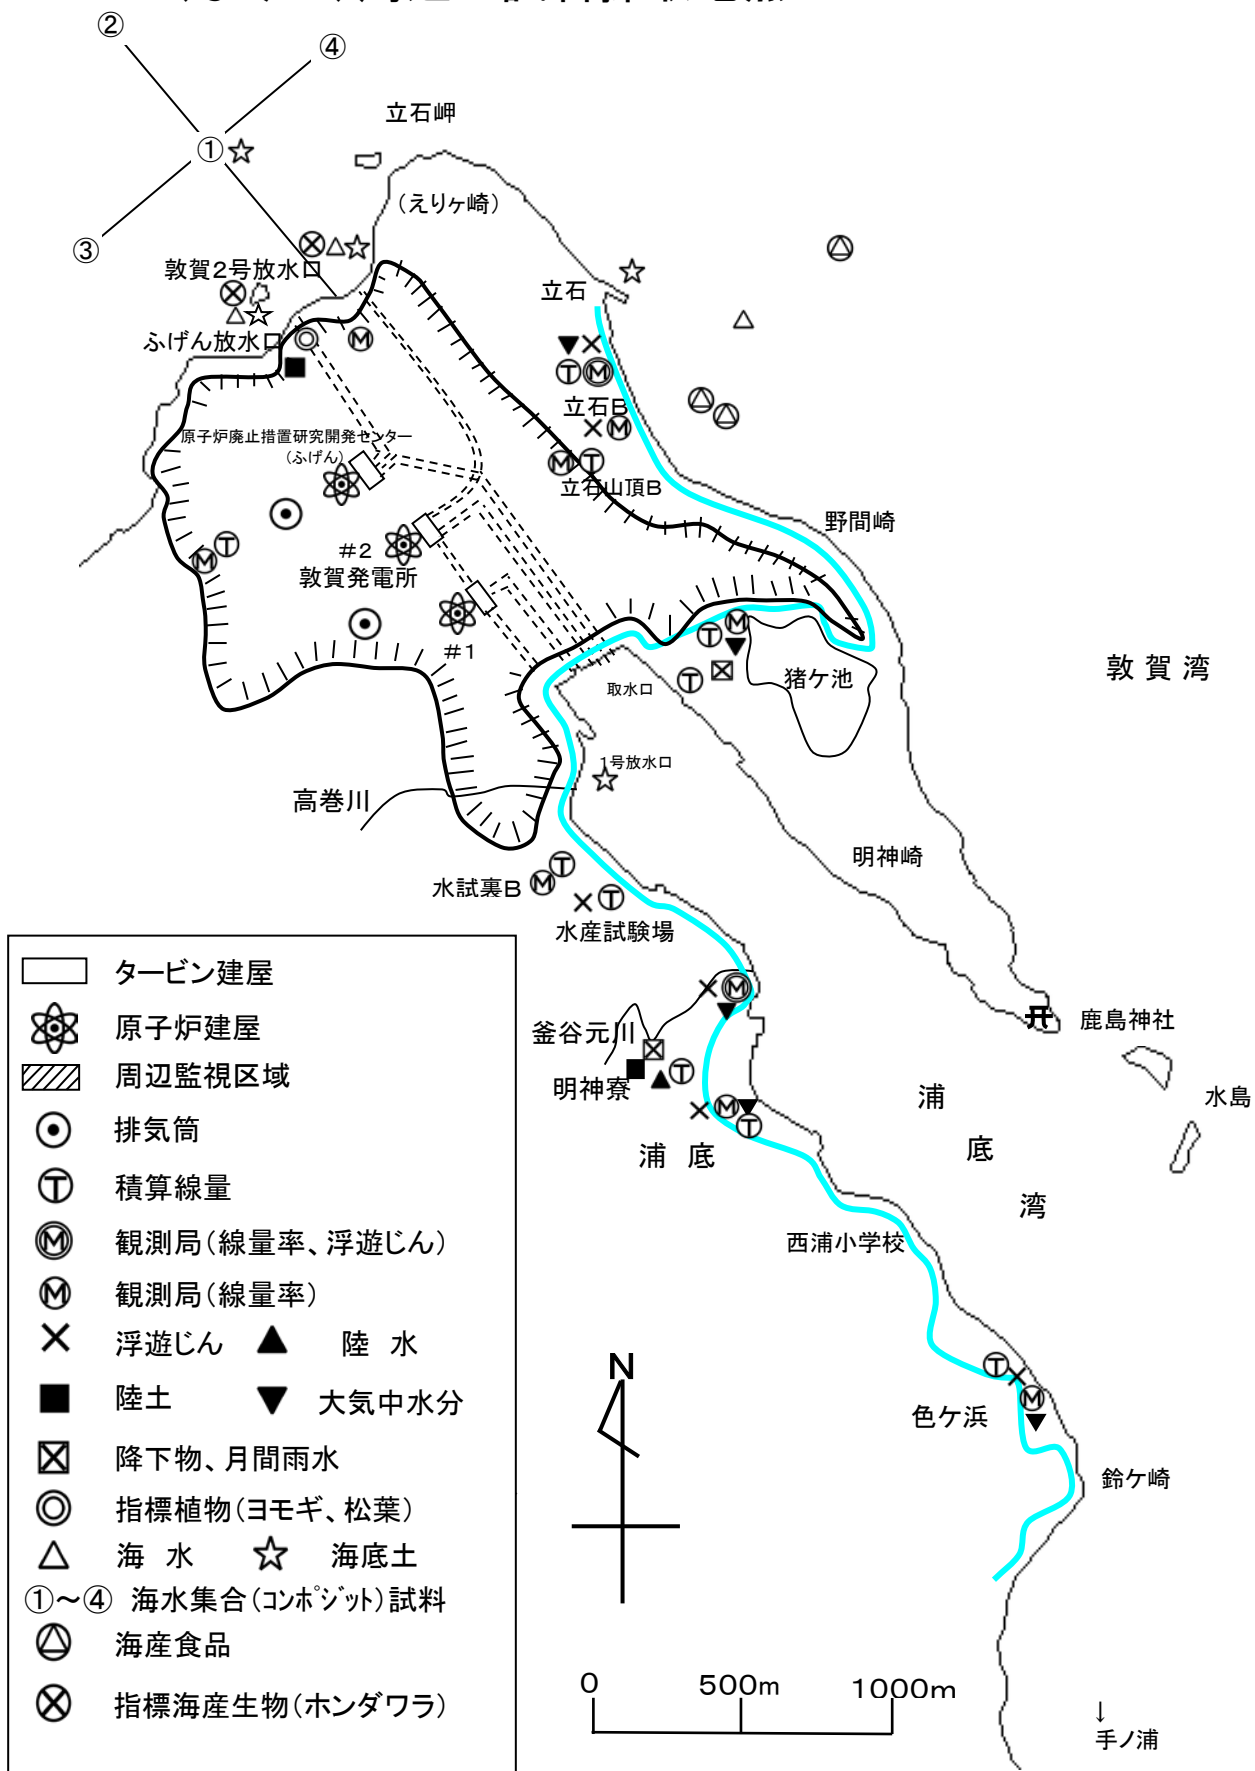 ②
④
立石岬
①
(えりヶ崎)
③
敦賀2号放水口
立石
ふげん放水口
立石B
原子炉廃止措置研究開発センター
(ふげん)
立石山頂B
野間崎
#2
敦賀発電所
#1
敦賀湾
猪ケ池
取水口
1号放水口
高巻川
明神崎
水試裏B
水産試験場
鹿島神社
釜谷元川
明神寮
水島
浦底湾
浦底
西浦小学校
色ケ浜
鈴ケ崎
手ノ浦
↓
N
0 500m 1000m
タービン建屋
原子炉建屋
周辺監視区域
排気筒
Ⓣ 積算線量
Ⓜ 観測局(線量率、浮遊じん)
Ⓜ 観測局(線量率)
浮遊じん 陸 水
陸土 大気中水分
降下物、月間雨水
指標植物(ヨモギ、松葉)
海 水 海底土
①~④ 海水集合(コンポジット)試料
海産食品
指標海産生物(ホンダワラ)